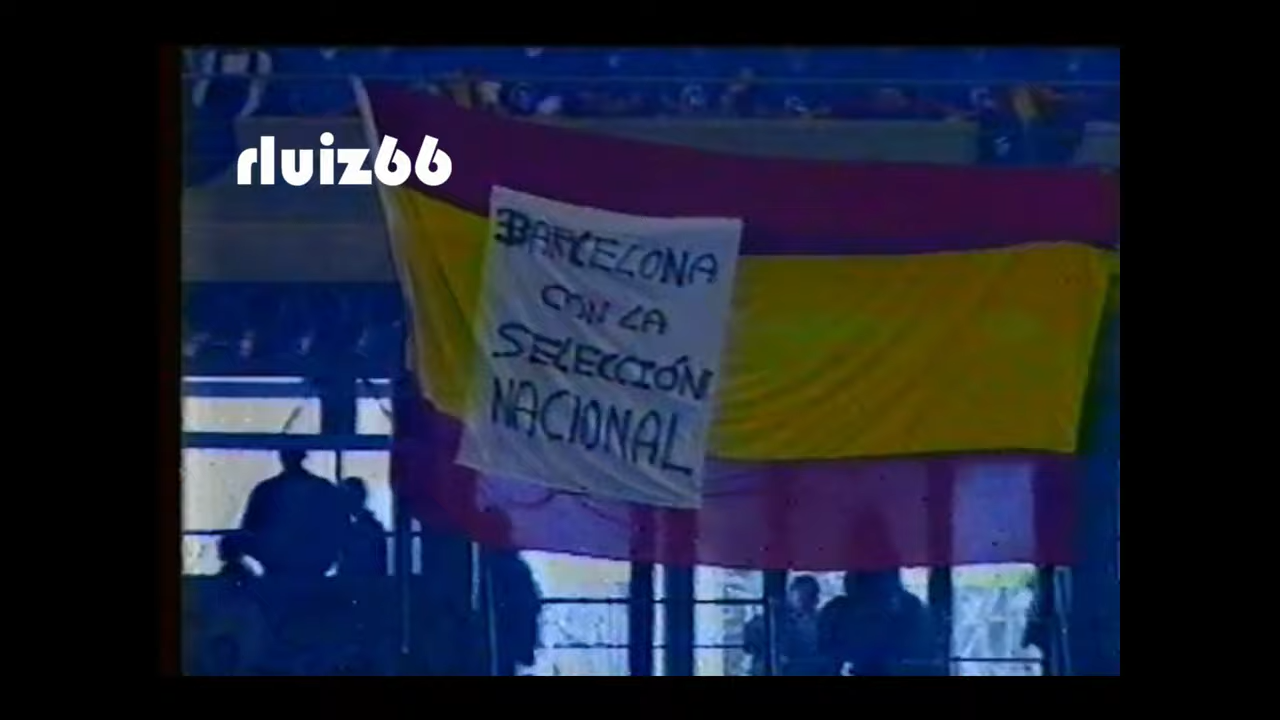 rluiz66
BARCELONA
CON LA
SELECCIÓN
NACIONAL